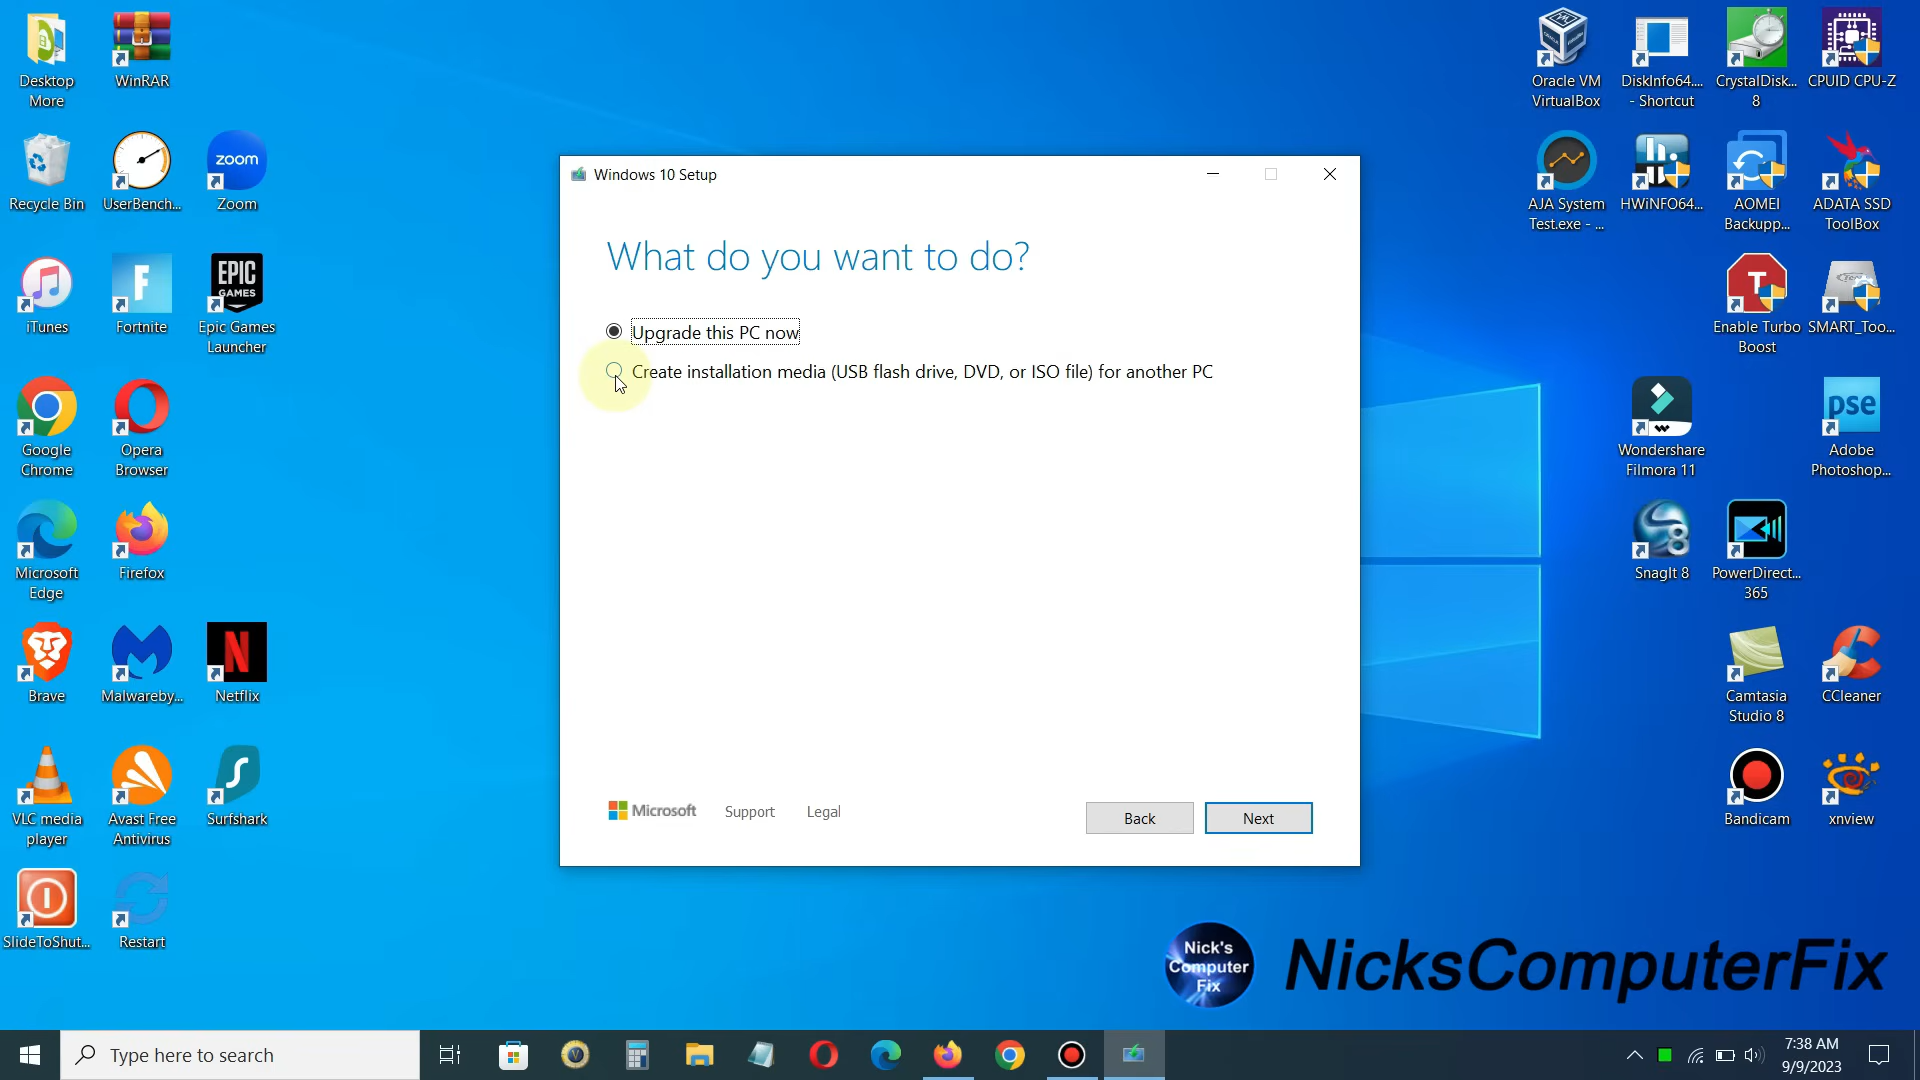 Desktop
More
WinRAR
Oracle VM
VirtualBox
DiskInfo64....
- Shortcut
CrystalDisk...
8
CPUID CPU-Z
Recycle Bin
UserBench...
zoom
Zoom
Windows 10 Setup
AJA System
Test.exe - ...
HWiNFO64...
AOMEI
Backupp...
ADATA SSD
ToolBox
What do you want to do?
iTunes
F
Fortnite
EPIC
GAMES
Epic Games
Launcher
Upgrade this PC now
Create installation media (USB flash drive, DVD, or ISO file) for another PC
T
Enable Turbo
Boost
SMART_Too...
Google
Chrome
Opera
Browser
Wondershare
Filmora 11
pse
Adobe
Photoshop...
Microsoft
Edge
Firefox
SnagIt 8
PowerDirect...
365
Brave
Malwareby...
N
Netflix
Camtasia
Studio 8
CCleaner
VLC media
player
Avast Free
Antivirus
Surfshark
Microsoft
Support
Legal
Back
Next
Bandicam
xnview
SlideToShut...
Restart
Nick's
Computer
Fix
NicksComputerFix
Type here to search
7:38 AM
9/9/2023